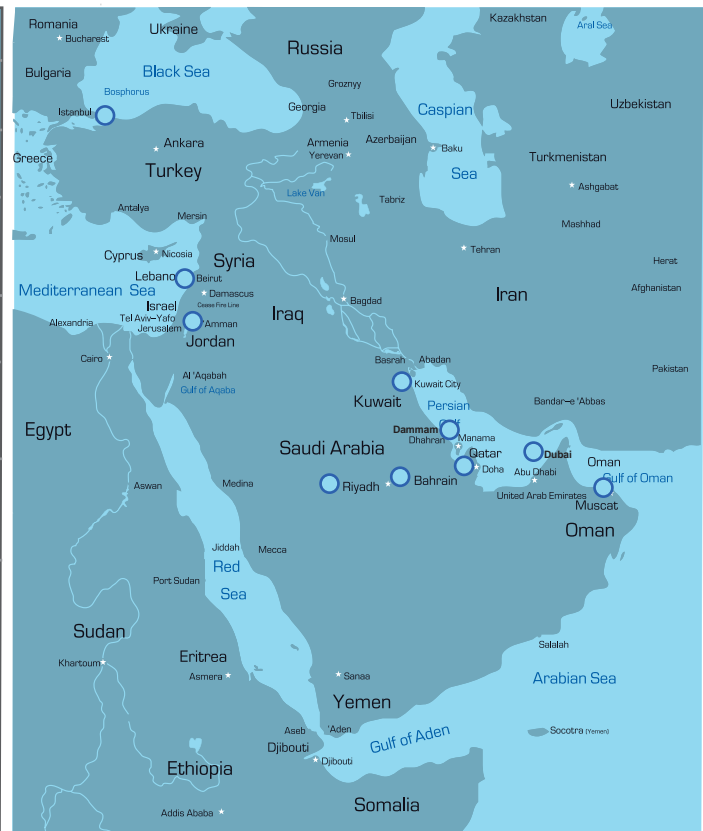 Kazakhstan
Romania
Ukraine
Aral Sea
Bucharest
Russia
Bulgaria
Black Sea
Groznyy
Bosphorus
Uzbekistan
Georgia
Caspian
Istanbul
Tbilisi
Armenia
Azerbaijan
Ankara
Baku
Greece
Yerevan
Turkmenistan
Turkey
Sea
Ashgabat
Lake Van
Tabriz
Antalya
Mersin
Mashhad
Mosul
Tehran
Cyprus
Nicosia
Syria
Herat
Lebano
Beirut
Afghanistan
Mediterranean Sea
Damascus
Iran
Israel
Cease Fire Line
Bagdad
Iraq
Tel Aviv–Yafo
Alexandria
Jerusalem
'Amman
Jordan
Cairo
Basrah
Abadan
Pakistan
Al 'Aqabah
Kuwait City
Gulf of Aqaba
Kuwait
Persian
Gulf
Bandar–e 'Abbas
Egypt
Dammam
Dhahran
Manama
Saudi Arabia
Qatar
Dubai
Oman
Doha
Abu Dhabi
Gulf of Oman
Aswan
Medina
Riyadh
Bahrain
United Arab Emirates
Muscat
Oman
Jiddah
Mecca
Red
Port Sudan
Sea
Sudan
Salalah
Eritrea
Khartoum
Asmera
Sanaa
Arabian Sea
Yemen
Aseb
'Aden
Socotra (Yemen)
Gulf of Aden
Djibouti
Djibouti
Ethiopia
Somalia
Addis Ababa